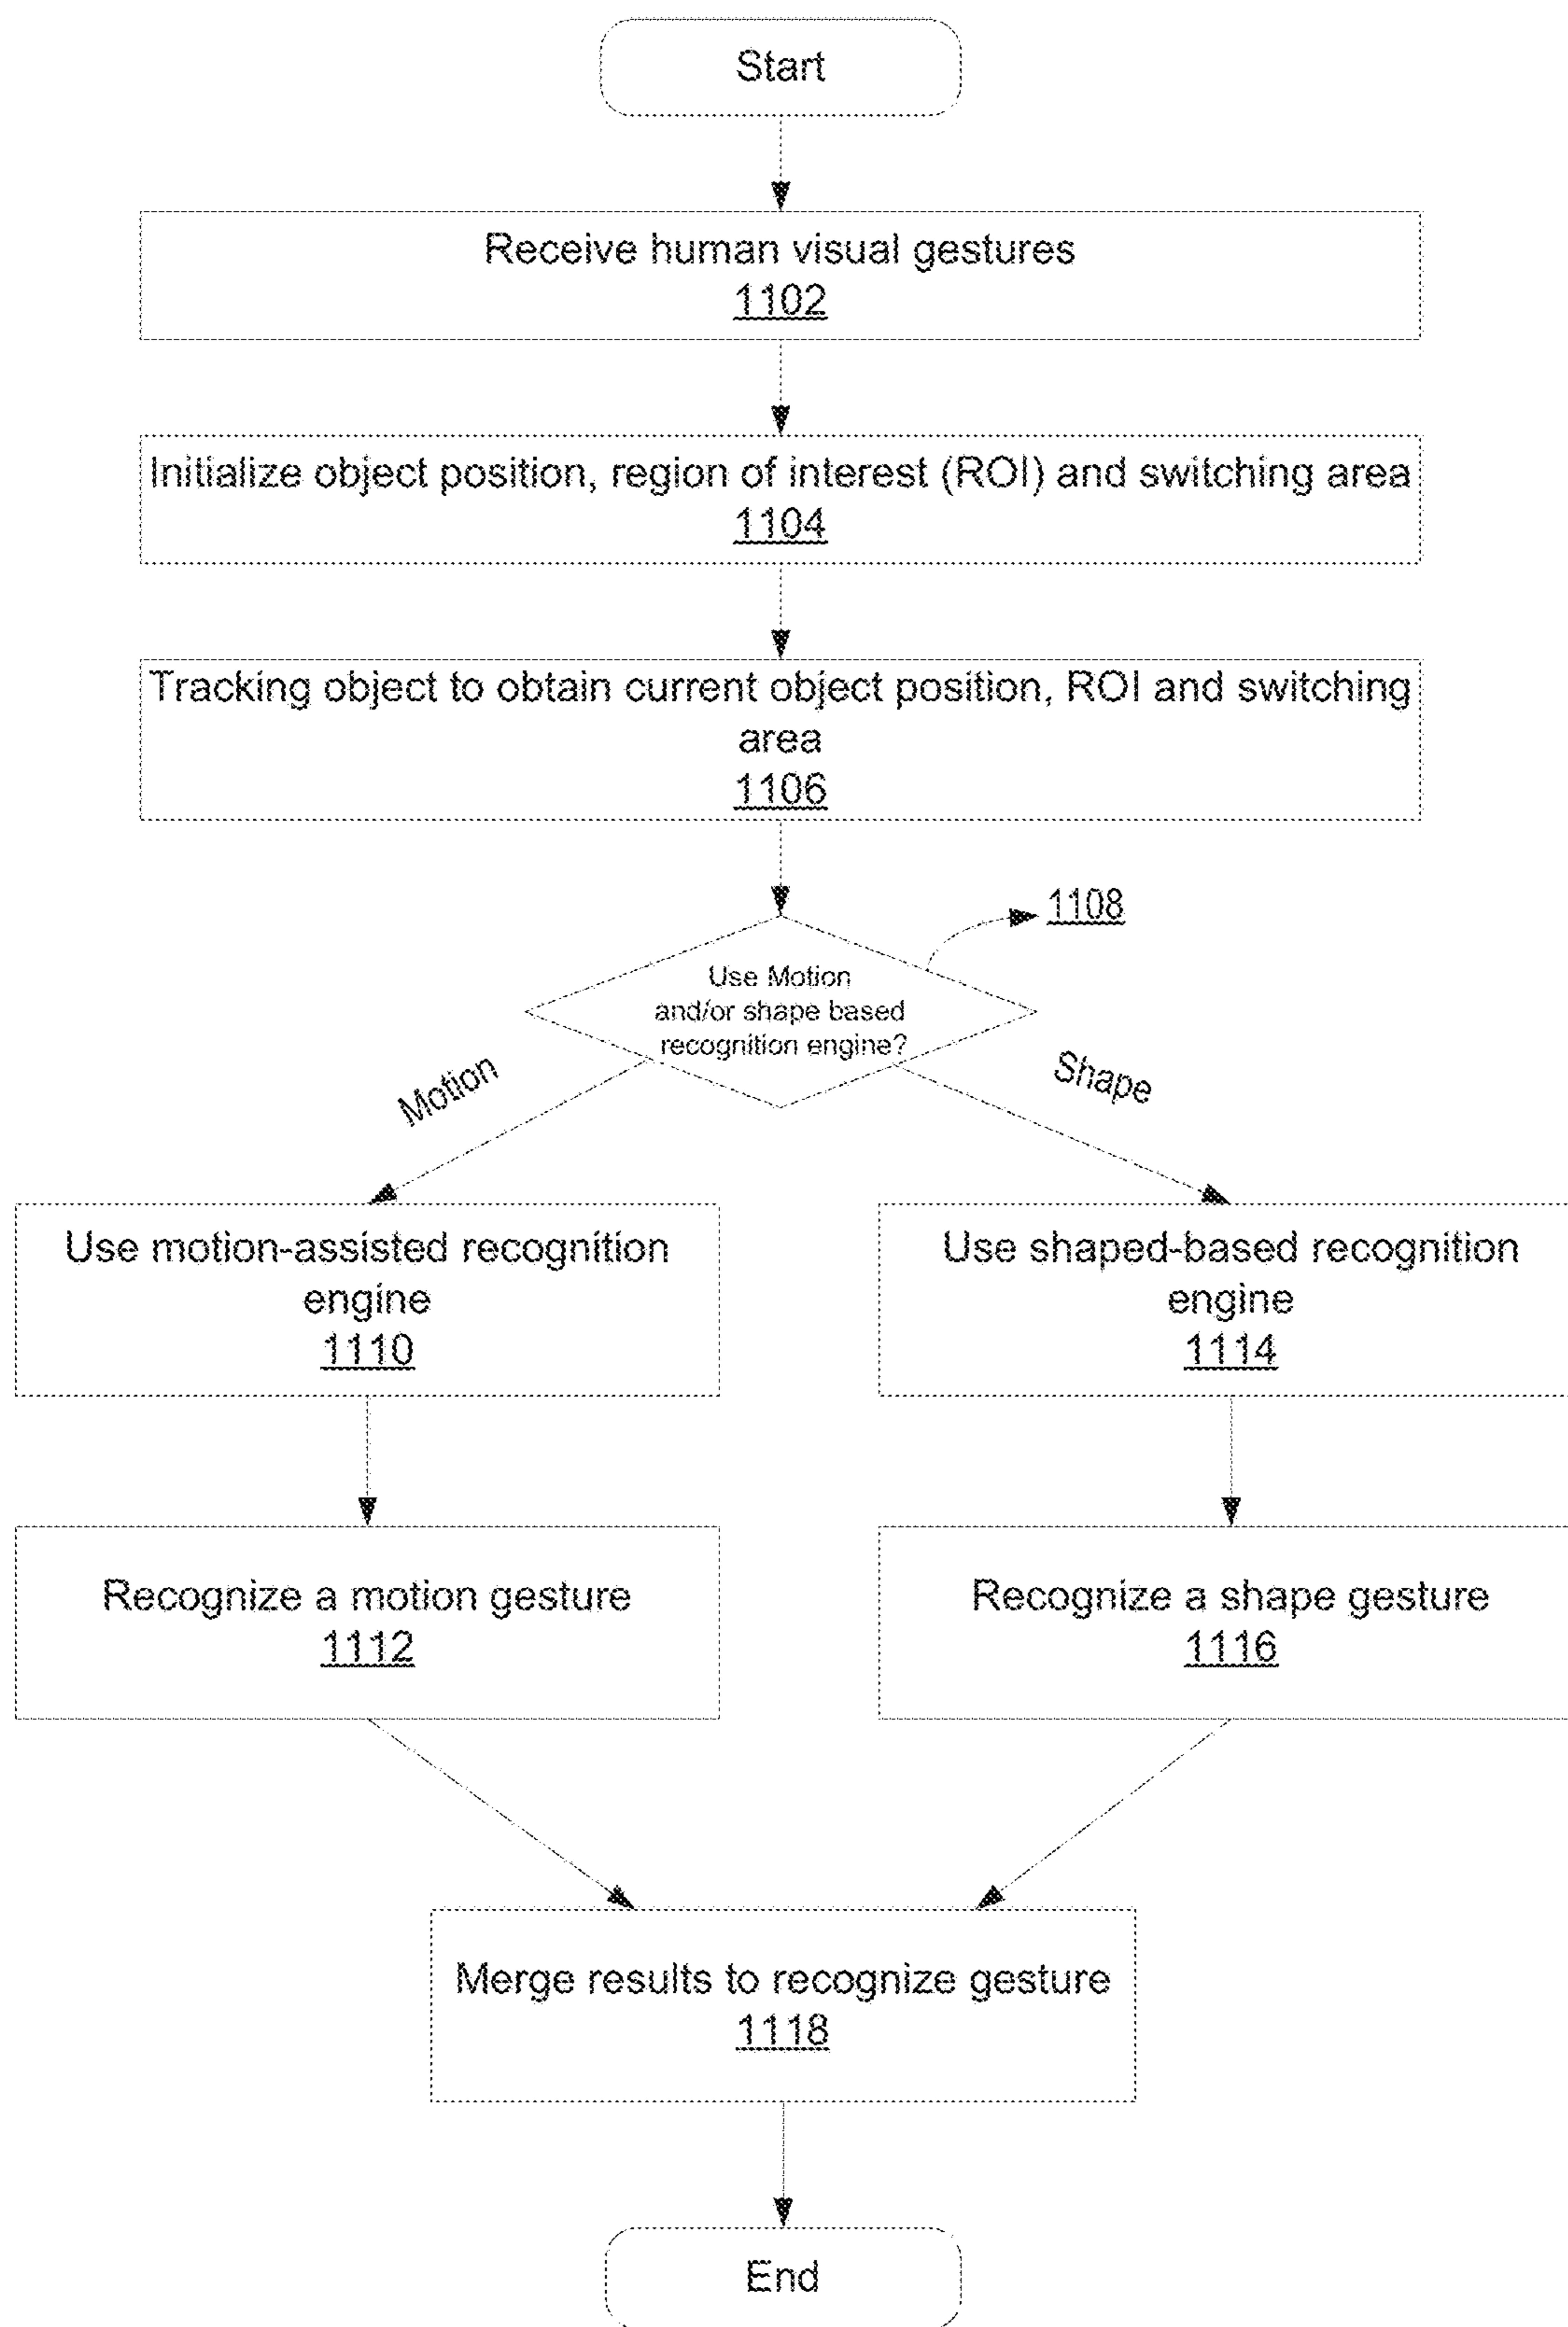 Start
Receive human visual gestures
1102
Initialize object position, region of interest (ROI) and switching area
1104
Tracking object to obtain current object position, ROI and switching
area
1106
1108
Use Motion
and/or shape based
recognition engine?
Motion
Shape
Use motion-assisted recognition
engine
1110
Use shaped-based recognition
engine
1114
Recognize a motion gesture
1112
Recognize a shape gesture
1116
Merge results to recognize gesture
1118
End